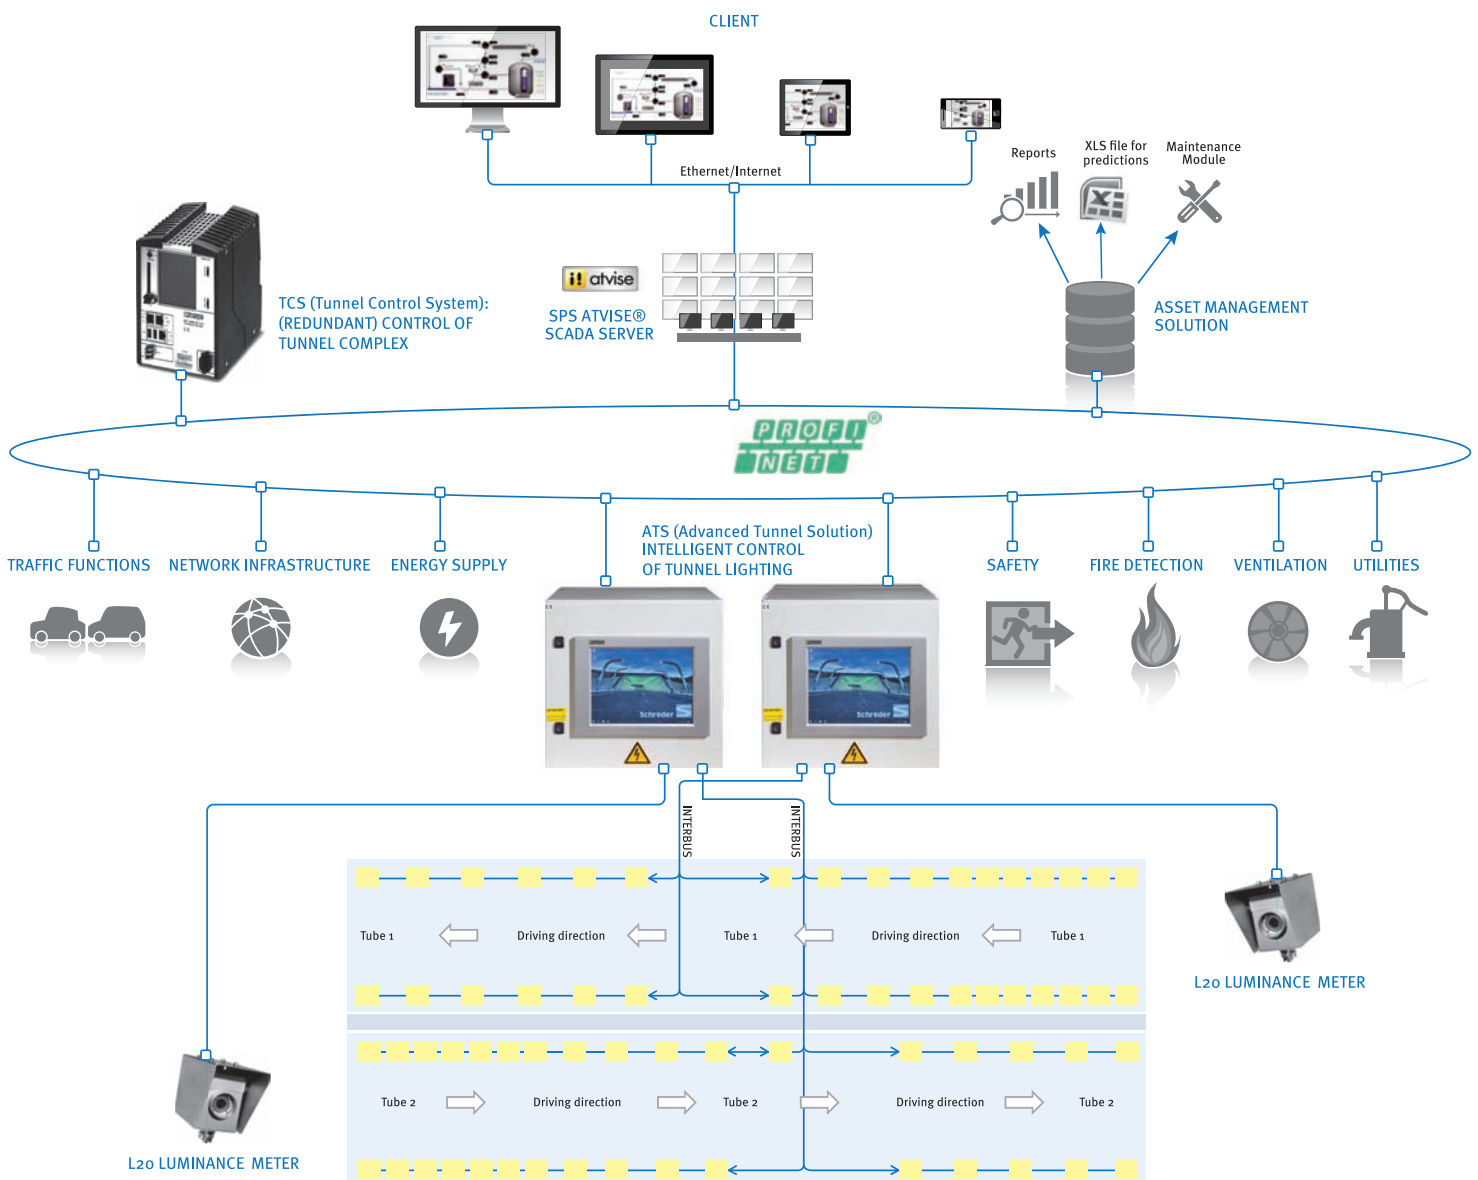 CLIENT
Ethernet/Internet
Reports
XLS file for
predictions
Maintenance
Module
atvise
SPS ATVISE®
SCADA SERVER
TCS (Tunnel Control System):
(REDUNDANT) CONTROL OF
TUNNEL COMPLEX
ASSET MANAGEMENT
SOLUTION
PROFI®
NET
TRAFFIC FUNCTIONS
NETWORK INFRASTRUCTURE
ENERGY SUPPLY
ATS (Advanced Tunnel Solution)
INTELLIGENT CONTROL
OF TUNNEL LIGHTING
SAFETY
FIRE DETECTION
VENTILATION
UTILITIES
Schréder
Schréder
INTERBUS
INTERBUS
Tube 1
Driving direction
Tube 1
Driving direction
Tube 1
L20 LUMINANCE METER
Tube 2
Driving direction
Tube 2
Driving direction
Tube 2
L20 LUMINANCE METER